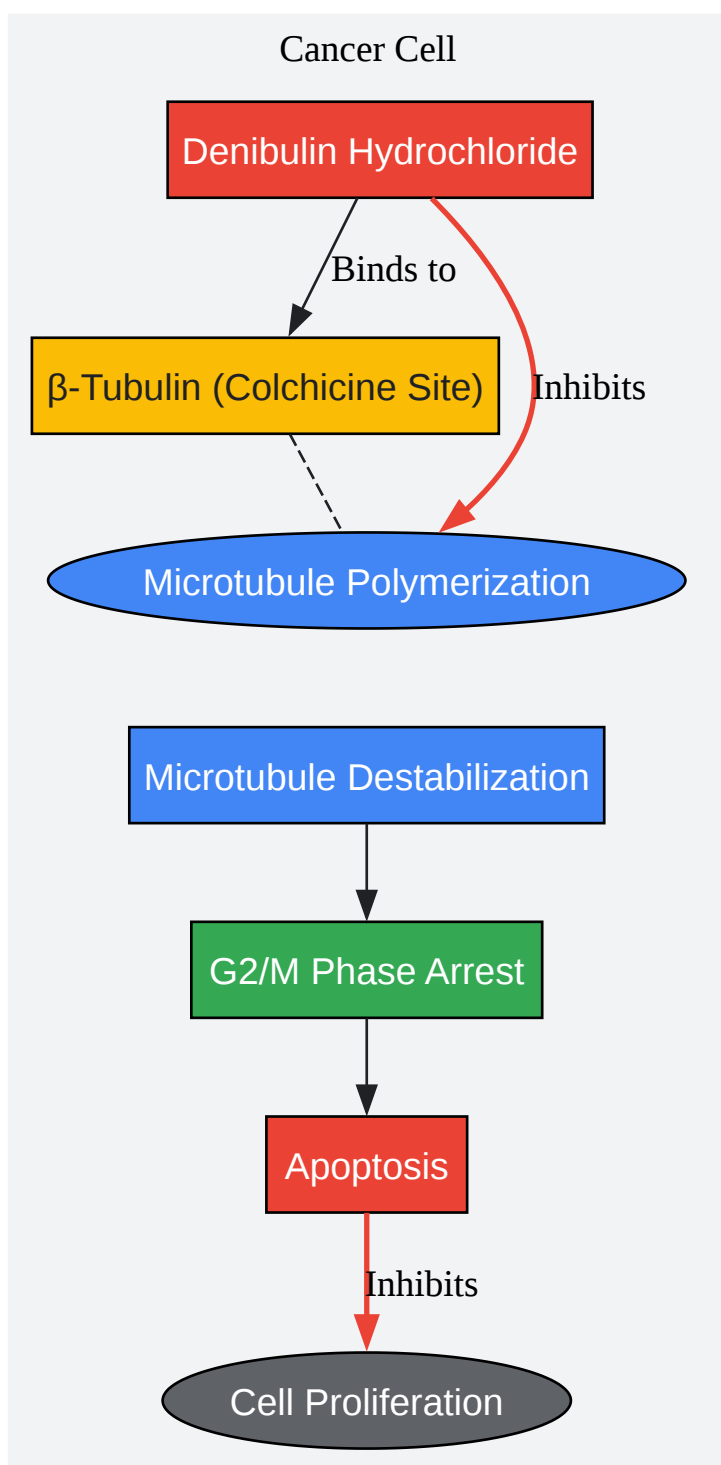 Cancer Cell
Denibulin Hydrochloride
Binds to
β-Tubulin (Colchicine Site)
Inhibits
Microtubule Polymerization
Microtubule Destabilization
G2/M Phase Arrest
Apoptosis
Inhibits
Cell Proliferation